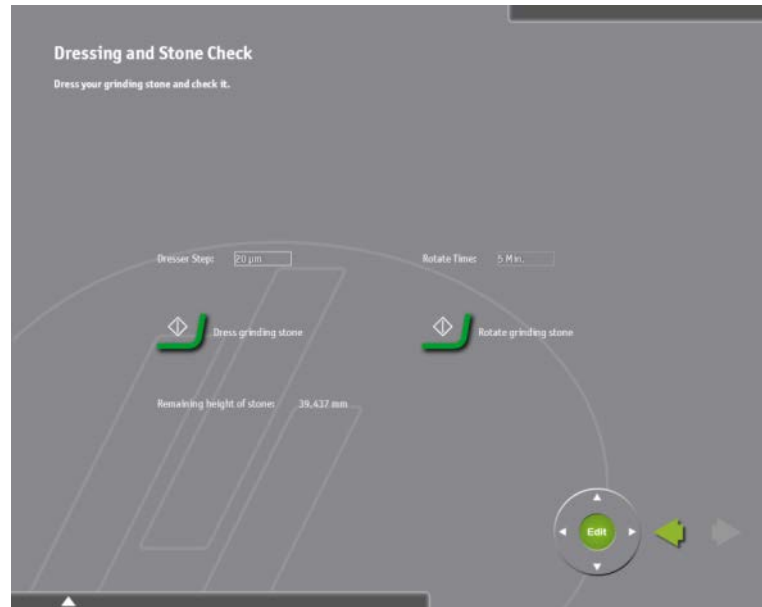 Dressing and Stone Check
Dress your grinding stone and check it.
Dresser Step: 20 µm Rotate Time: 5 Min.
Dress grinding stone Rotate grinding stone
Remaining height of stone: 39,437 mm
Edit